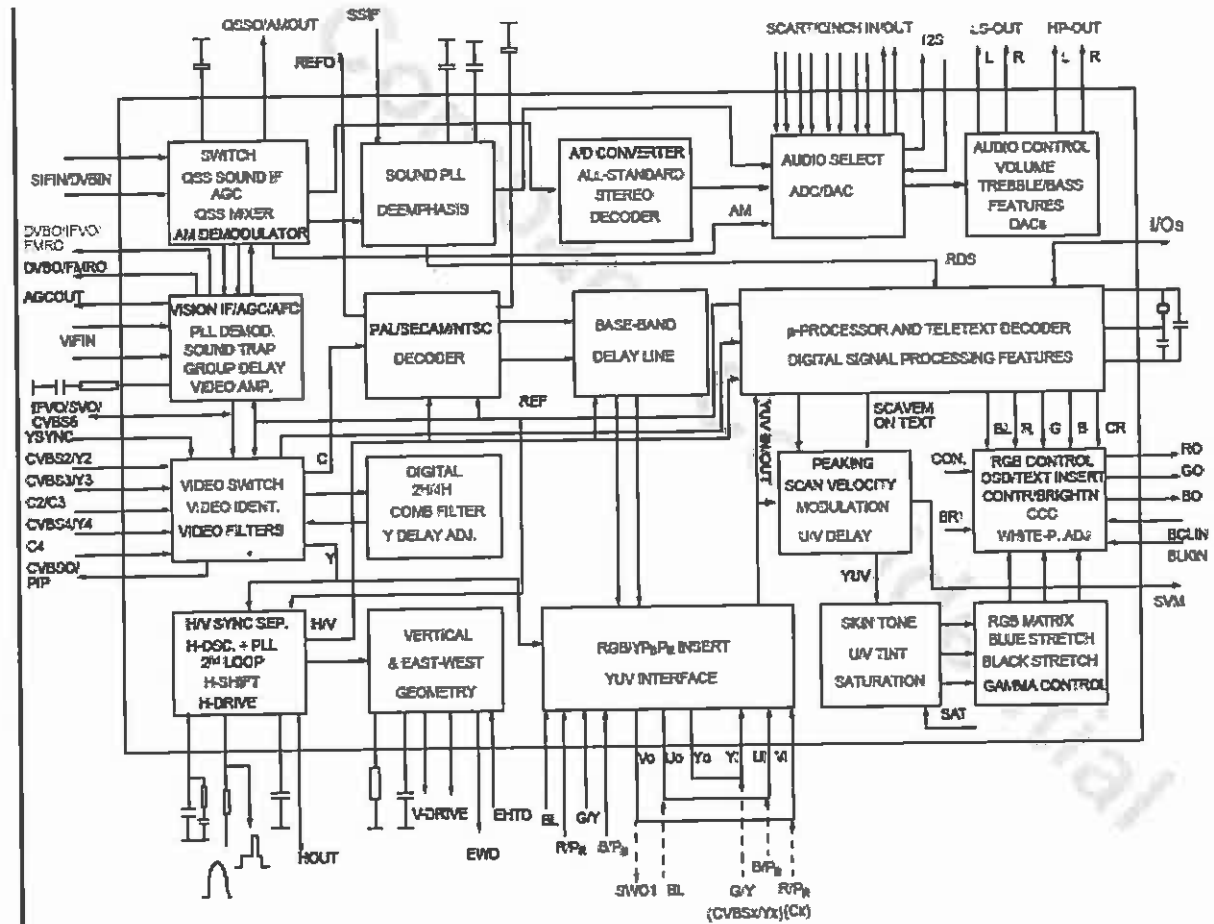 QSSO/AMOUT
SSIF
REFO
SCART/CINCH IN/OUT
I2S
LS-OUT
HP-OUT
L
R
L
R
SWITCH
QSS SOUND IF
AGC
QSS MIXER
AM DEMODULATOR
SOUND PLL
DEEMPHASIS
A/D CONVERTER
ALL-STANDARD
STEREO
DECODER
AUDIO SELECT
ADC/DAC
AUDIO CONTROL
VOLUME
TREBBLE/BASS
FEATURES
DACs
SIFIN/DVBIN
AM
I/Os
DVBO/IFVO/
FMRO
DVBO/FMRO
RDS
AGCOUT
VIFIN
VISION IF/AGC/AFC
PLL DEMOD.
SOUND TRAP
GROUP DELAY
VIDEO AMP.
PAL/SECAM/NTSC
DECODER
BASE-BAND
DELAY LINE
μ-PROCESSOR AND TELETEXT DECODER
DIGITAL SIGNAL PROCESSING FEATURES
IFVO/SVO/
CVBS6
REF
YUV IN/OUT
SCAVEM
ON TEXT
BL
R
G
B
CR
YSYNC
CVBS2/Y2
CVBS3/Y3
C2/C3
CVBS4/Y4
C4
CVBSO/
PIP
VIDEO SWITCH
VIDEO IDENT.
VIDEO FILTERS
C
Y
DIGITAL
2H/4H
COMB FILTER
Y DELAY ADJ.
PEAKING
SCAN VELOCITY
MODULATION
U/V DELAY
CON.
BRI
RGB CONTROL
OSD/TEXT INSERT
CONTR/BRIGHTN
CCC
WHITE-P. ADJ
RO
GO
BO
BCLIN
BLKIN
SVM
YUV
H/V SYNC SEP.
H-OSC. + PLL
2nd LOOP
H-SHIFT
H-DRIVE
H/V
VERTICAL
& EAST-WEST
GEOMETRY
RGB/YPBPR INSERT
YUV INTERFACE
SKIN TONE
U/V TINT
SATURATION
RGB MATRIX
BLUE STRETCH
BLACK STRETCH
GAMMA CONTROL
SAT
Vo
Uo
Yo
Yi
Ui
Vi
HOUT
V-DRIVE
EWD
EHTO
BL
R/PR
G/Y
B/PB
SWO1
BL
G/Y
(CVBSx/Yx)
B/PB
R/PR
(Cx)
Confidential